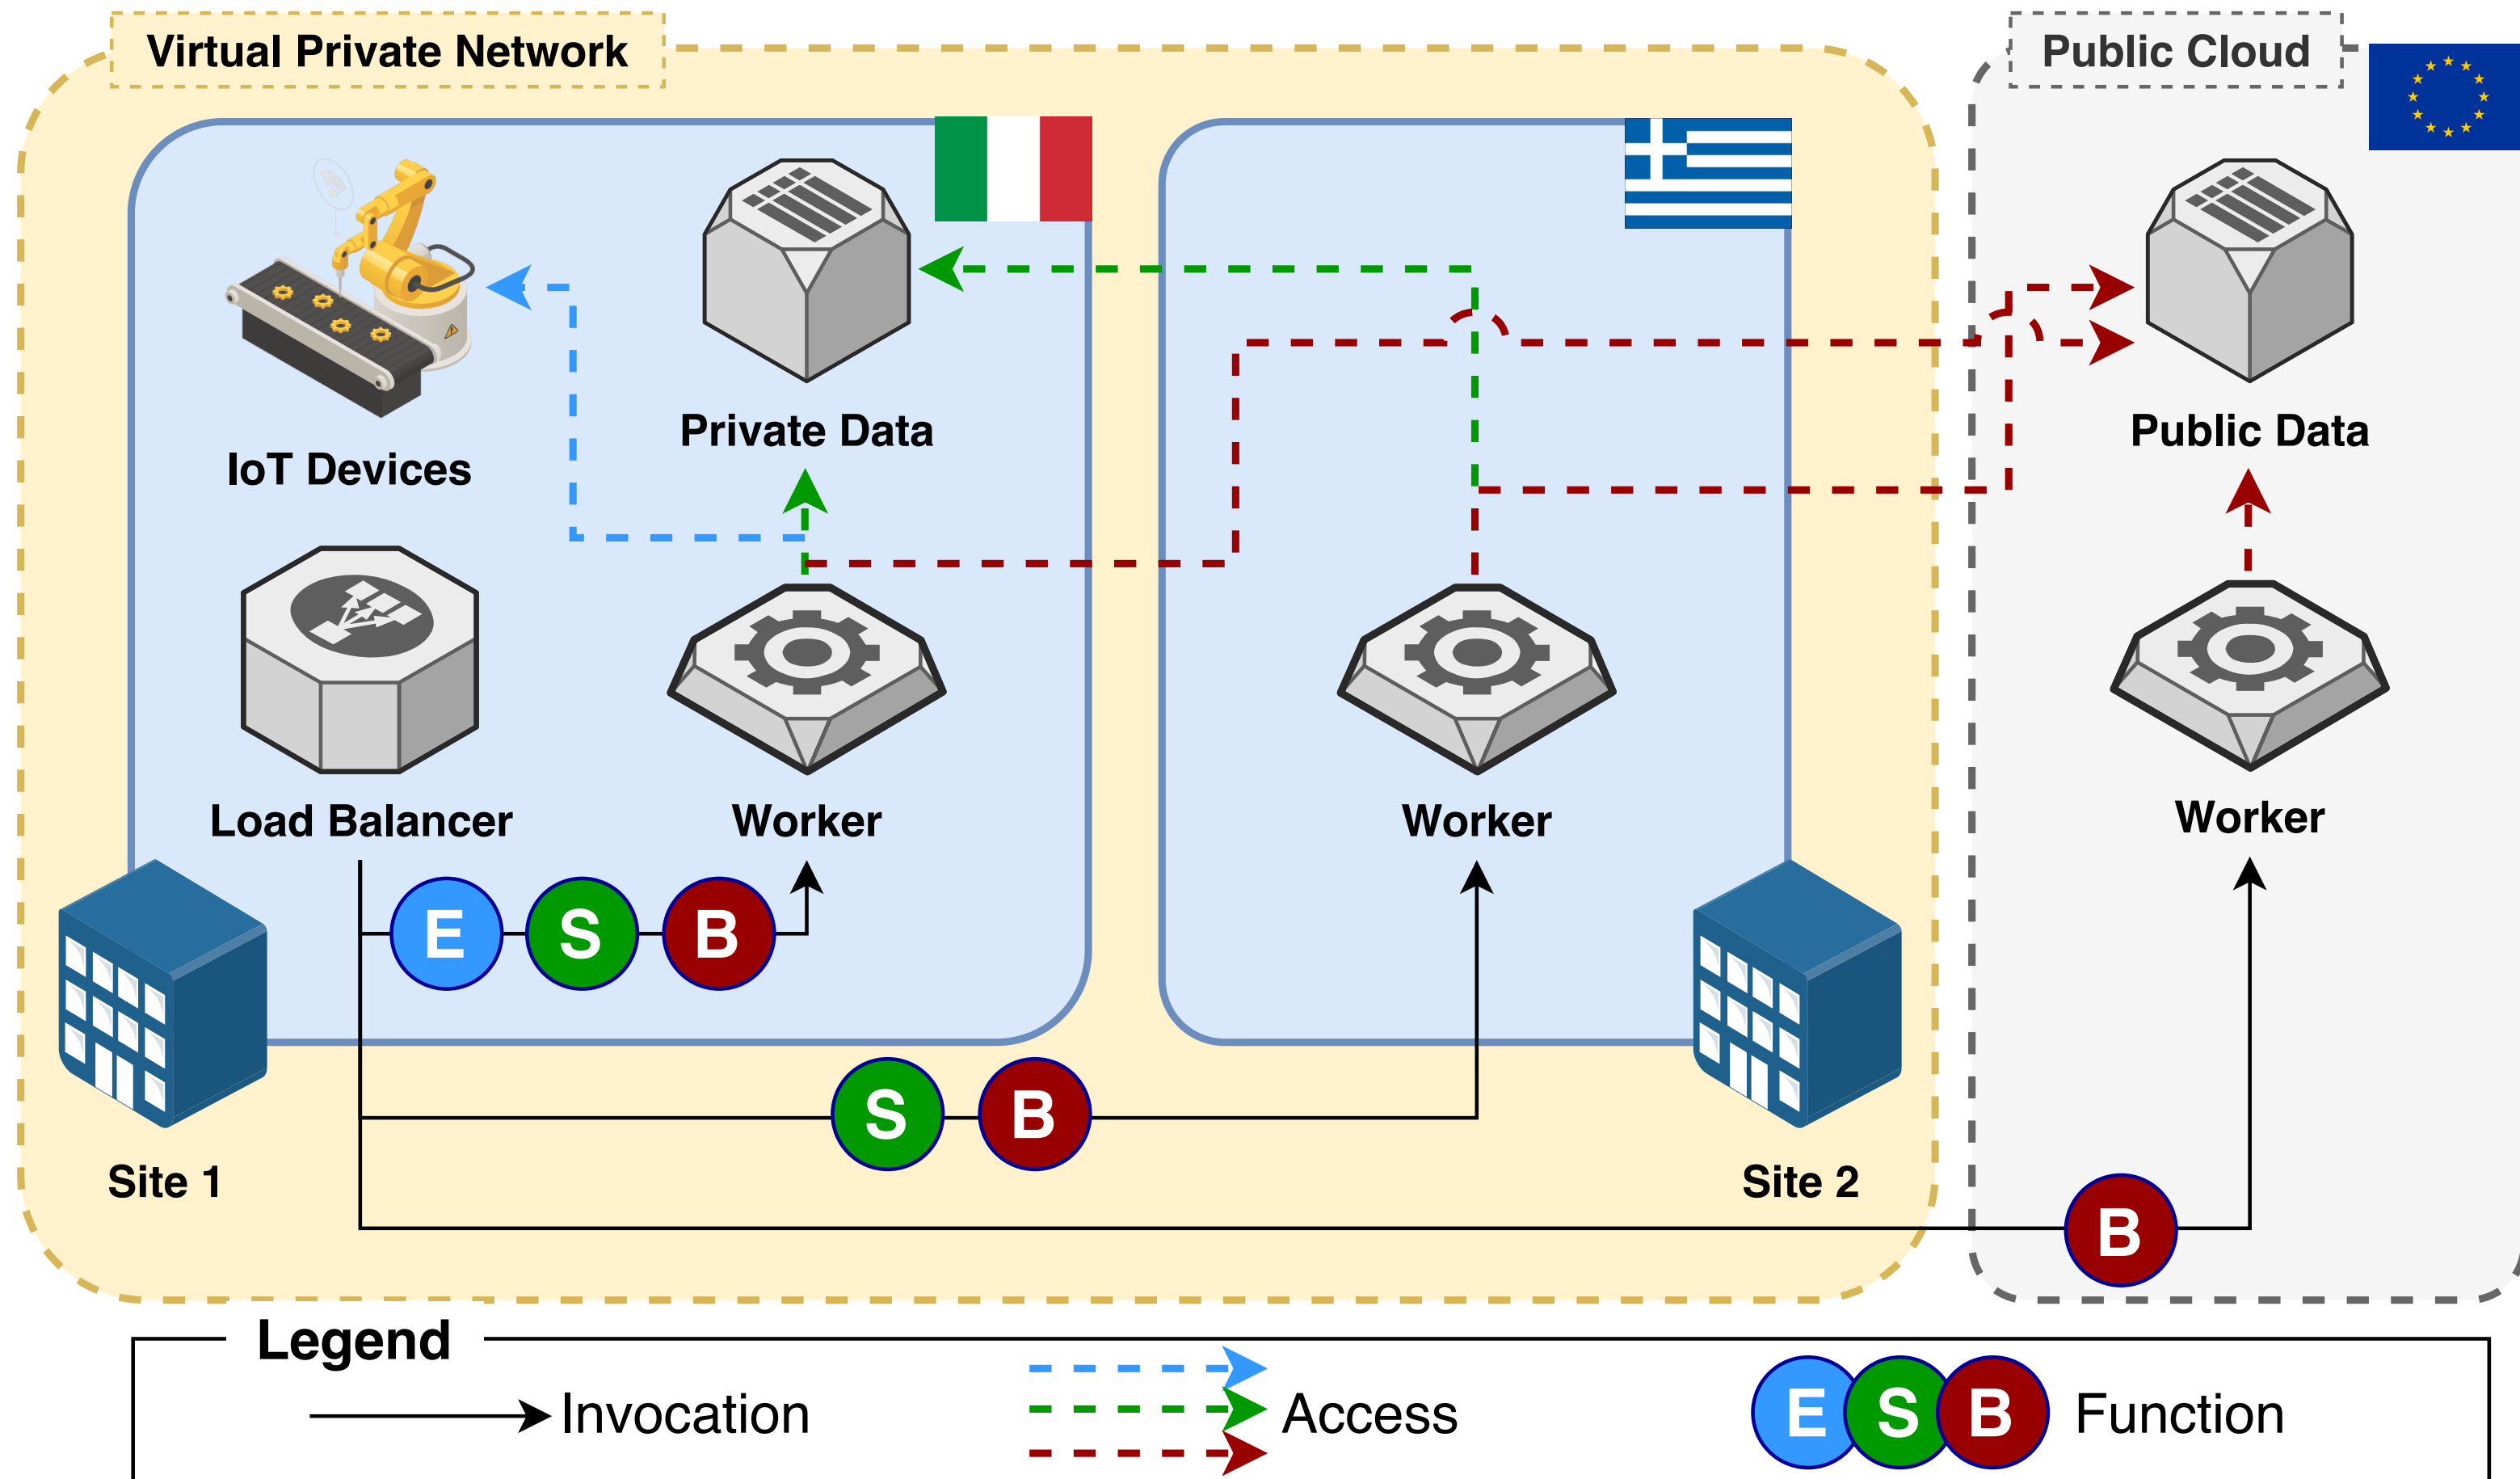 Virtual Private Network
Public Cloud
IoT Devices
Private Data
Public Data
Load Balancer
Worker
Worker
Worker
E S B
S B
Site 1
Site 2
B
Legend
Invocation
Access
E S B Function